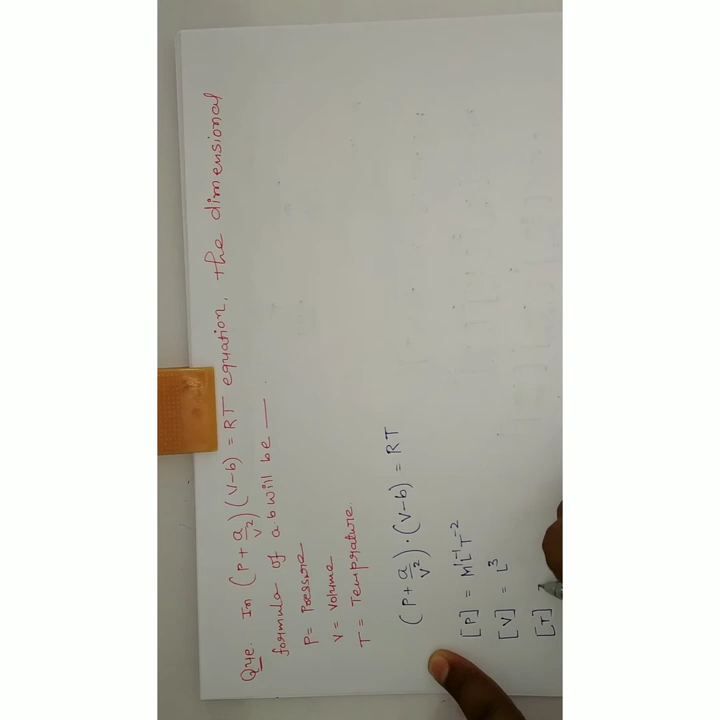 Que. In (P + a/V²)(V-b) = RT equation, the dimensional
formula of a.b will be —
P = Pressure
V = Volume
T = Temprature
(P + a/V²)·(V-b) = RT
[P] = M¹L⁻¹T⁻²
[V] = L³
[T]